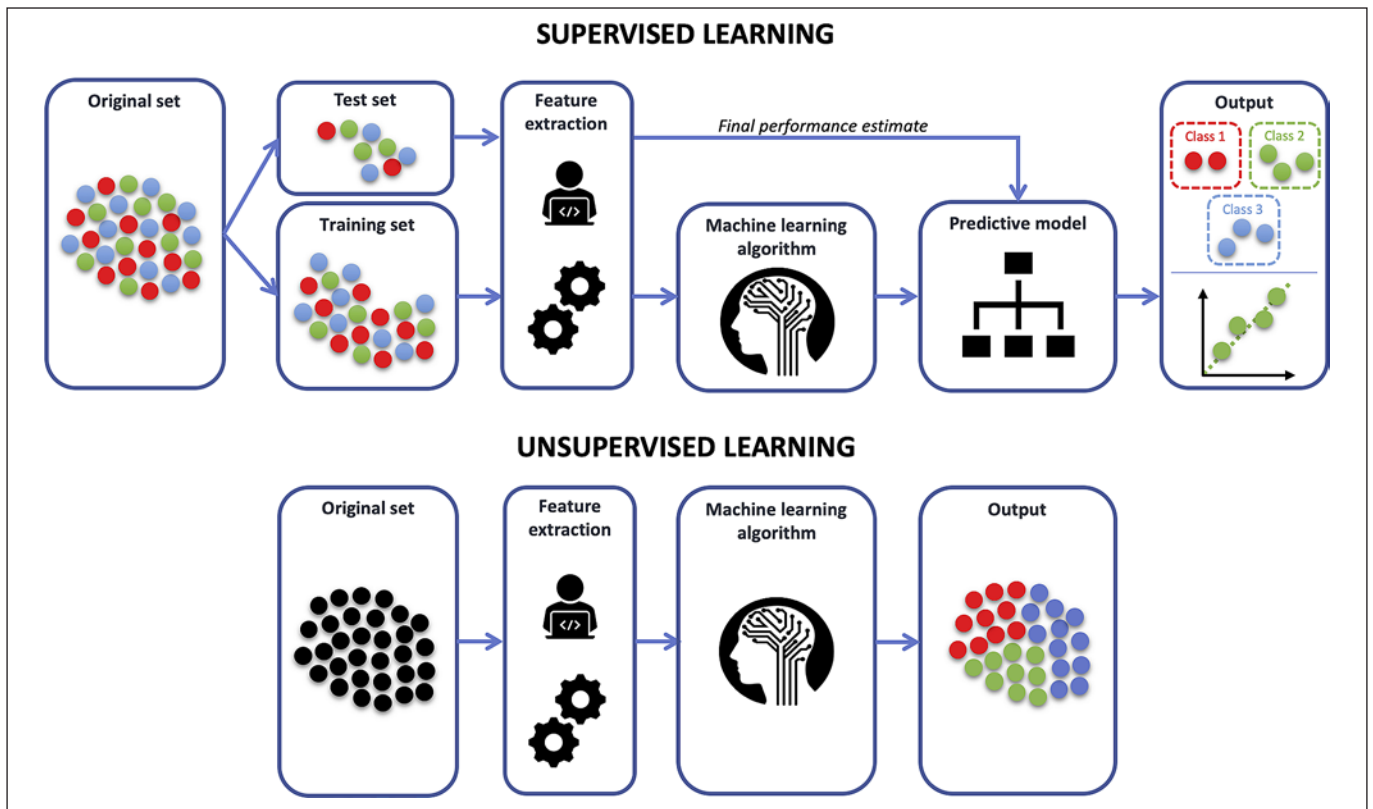 SUPERVISED LEARNING
Original set
Test set
Training set
Feature
extraction
</>
Final performance estimate
Machine learning
algorithm
Predictive model
Output
Class 1
Class 2
Class 3
UNSUPERVISED LEARNING
Original set
Feature
extraction
</>
Machine learning
algorithm
Output